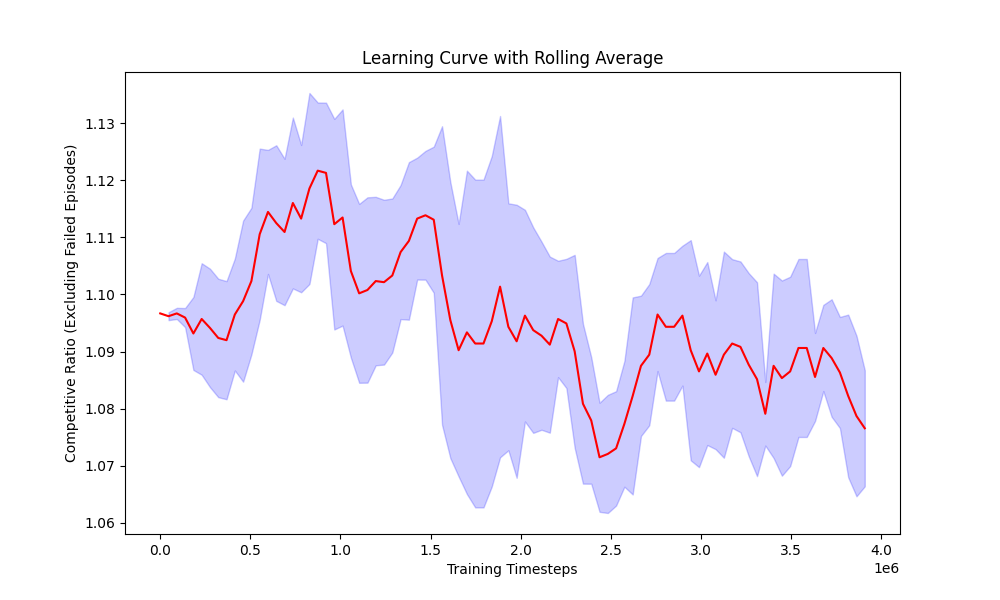 Learning Curve with Rolling Average
Competitive Ratio (Excluding Failed Episodes)
1.13
1.12
1.11
1.10
1.09
1.08
1.07
1.06
0.0 0.5 1.0 1.5 2.0 2.5 3.0 3.5 4.0
1e6
Training Timesteps